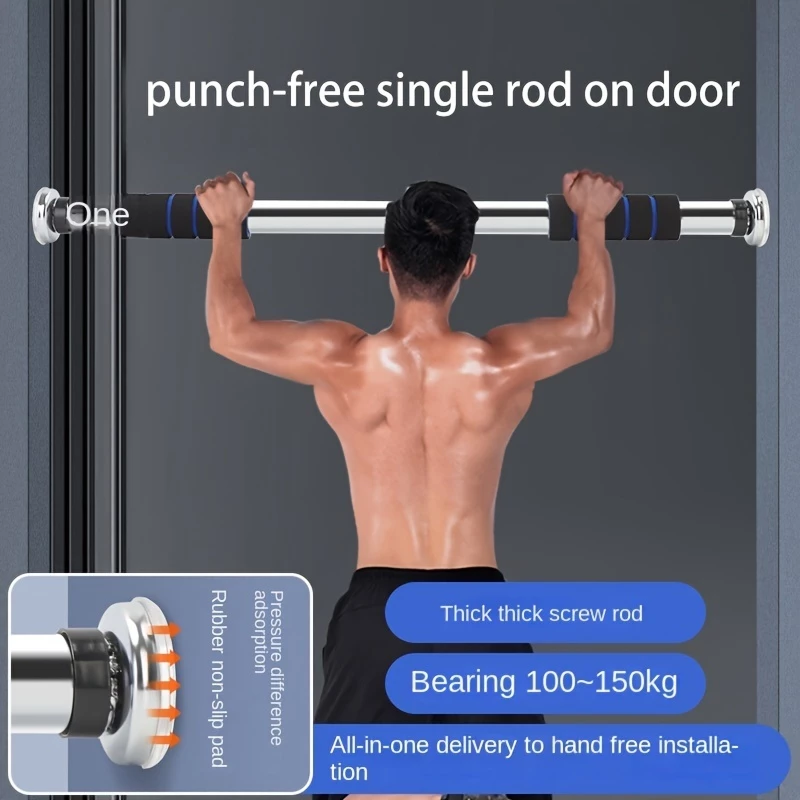 punch-free single rod on door
One
Thick thick screw rod
Bearing 100~150kg
All-in-one delivery to hand free installa-
tion
Pressure difference
adsorption
Rubber non-slip pad